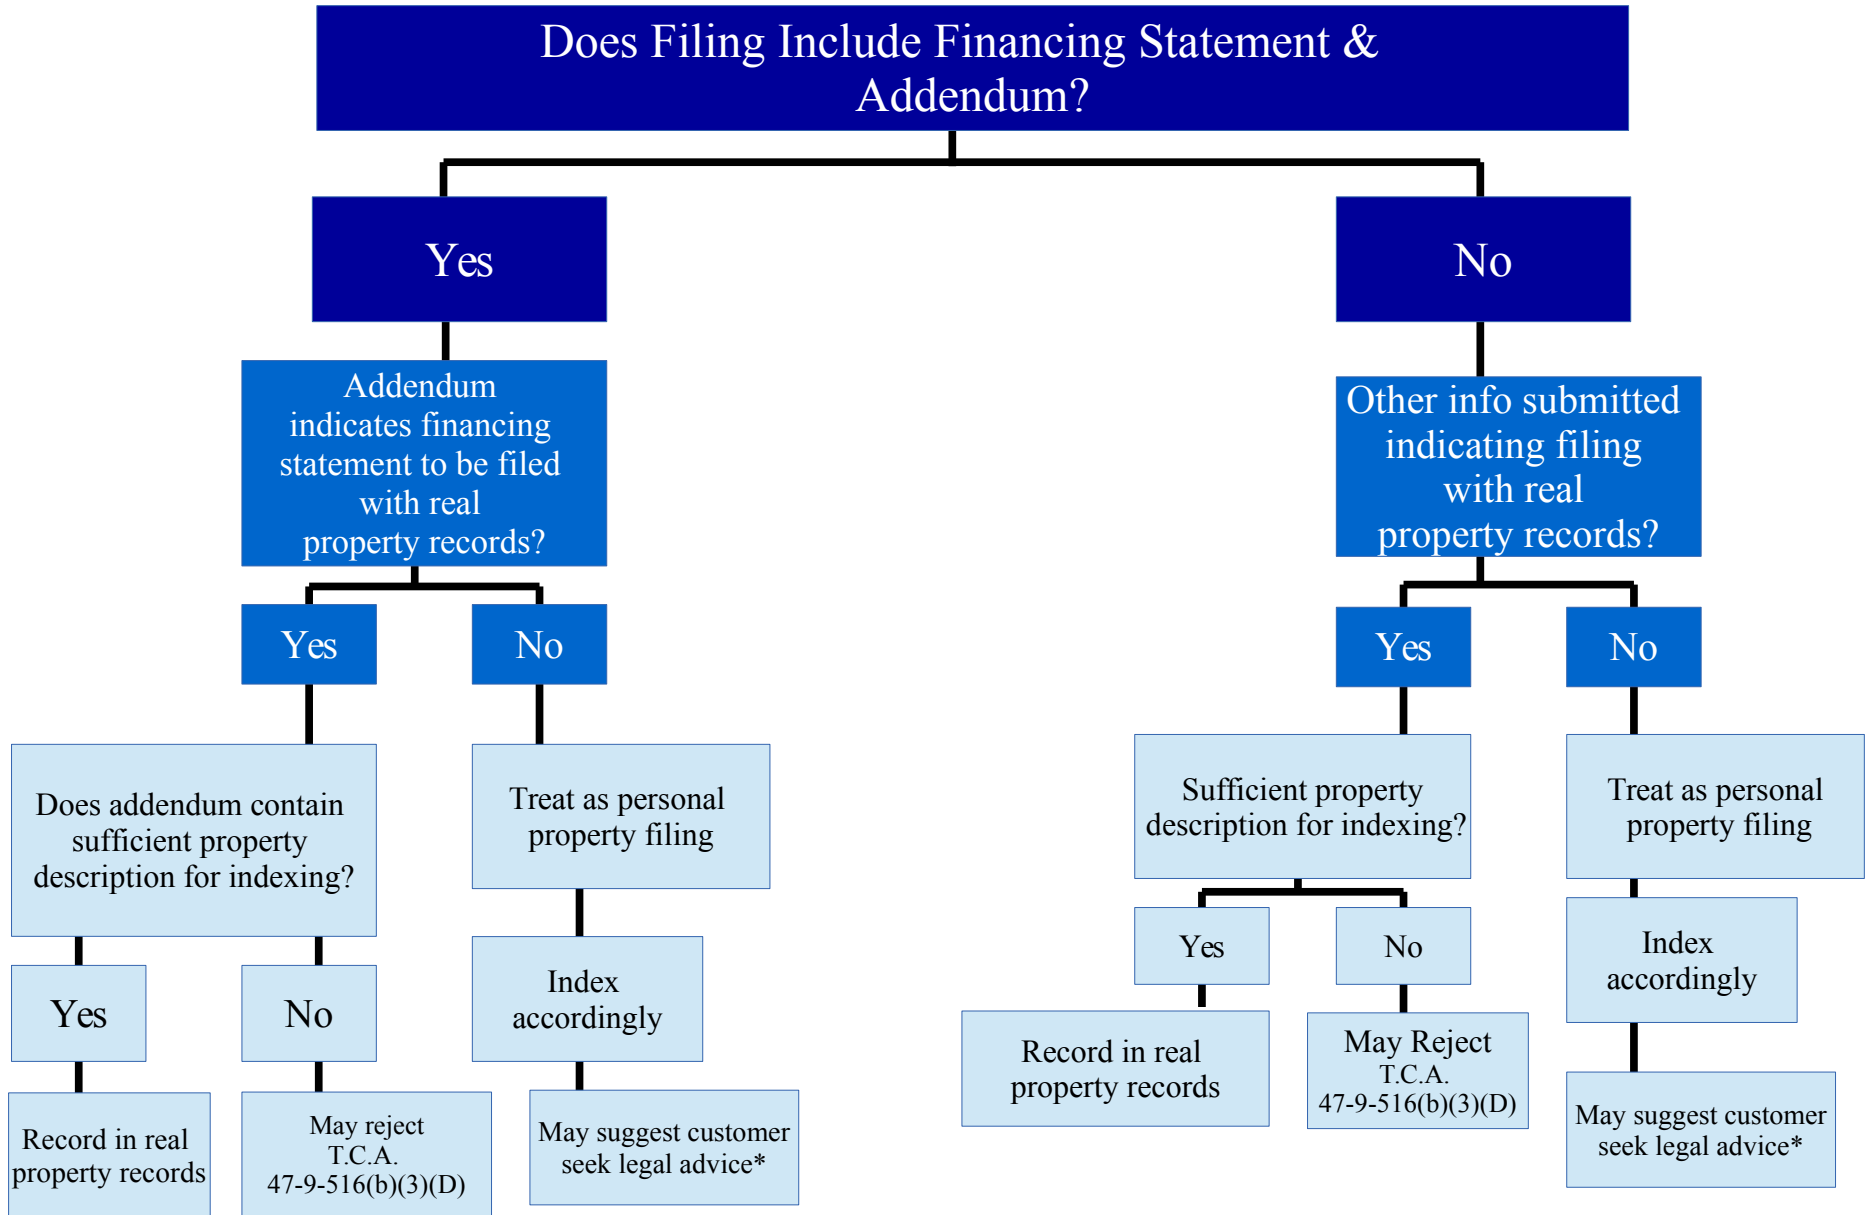 Does Filing Include Financing Statement &
Addendum?
Yes
No
Addendum
indicates financing
statement to be filed
with real
property records?
Other info submitted
indicating filing
with real
property records?
Yes
No
Yes
No
Does addendum contain
sufficient property
description for indexing?
Treat as personal
property filing
Sufficient property
description for indexing?
Treat as personal
property filing
Yes
No
Index
accordingly
Yes
No
Index
accordingly
Record in real
property records
May reject
T.C.A.
47-9-516(b)(3)(D)
May suggest customer
seek legal advice*
Record in real
property records
May Reject
T.C.A.
47-9-516(b)(3)(D)
May suggest customer
seek legal advice*